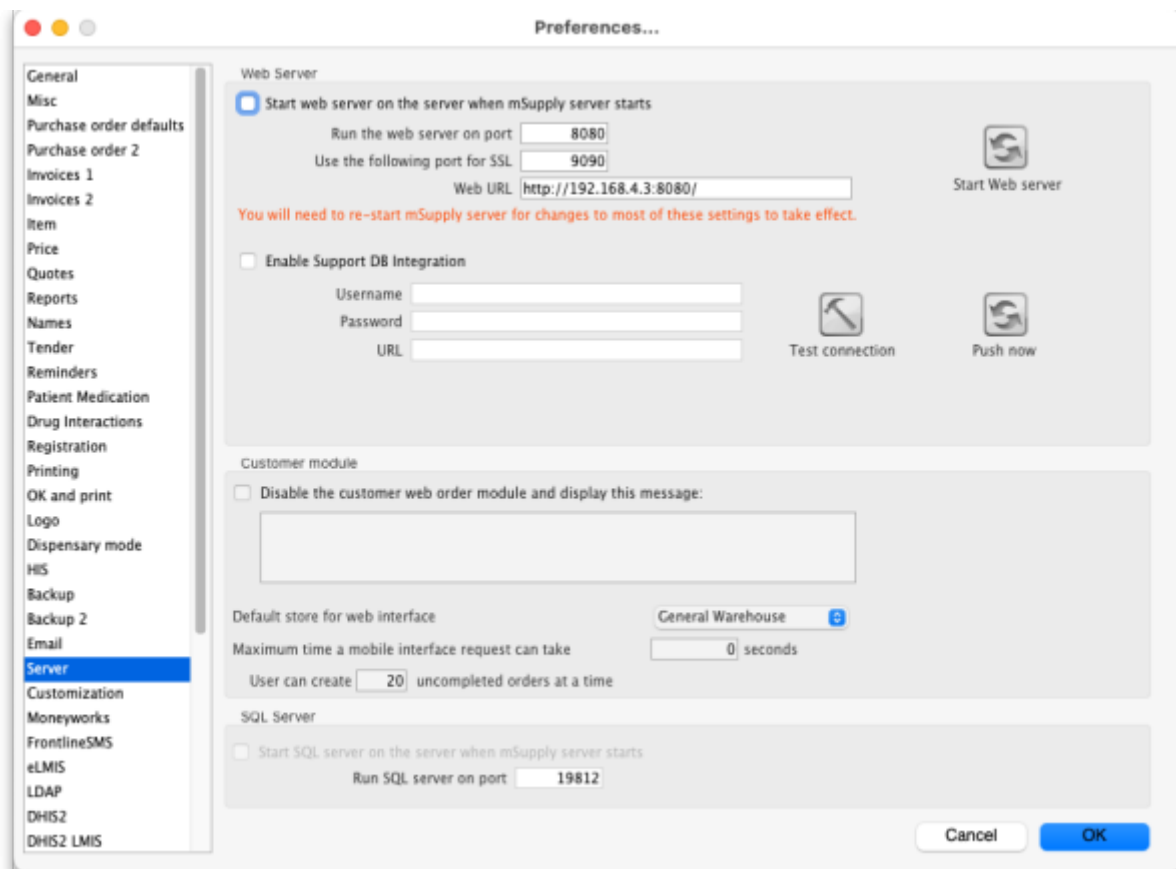 Preferences...
General
Misc
Purchase order defaults
Purchase order 2
Invoices 1
Invoices 2
Item
Price
Quotes
Reports
Names
Tender
Reminders
Patient Medication
Drug Interactions
Registration
Printing
OK and print
Logo
Dispensary mode
HIS
Backup
Backup 2
Email
Server
Customization
Moneyworks
FrontlineSMS
eLMIS
LDAP
DHIS2
DHIS2 LMIS
Web Server
Start web server on the server when mSupply server starts
Run the web server on port 8080
Use the following port for SSL 9090
Web URL http://192.168.4.3:8080/
Start Web server
You will need to re-start mSupply server for changes to most of these settings to take effect.
Enable Support DB Integration
Username
Password
URL
Test connection
Push now
Customer module
Disable the customer web order module and display this message:
Default store for web interface General Warehouse
Maximum time a mobile interface request can take 0 seconds
User can create 20 uncompleted orders at a time
SQL Server
Start SQL server on the server when mSupply server starts
Run SQL server on port 19812
Cancel OK